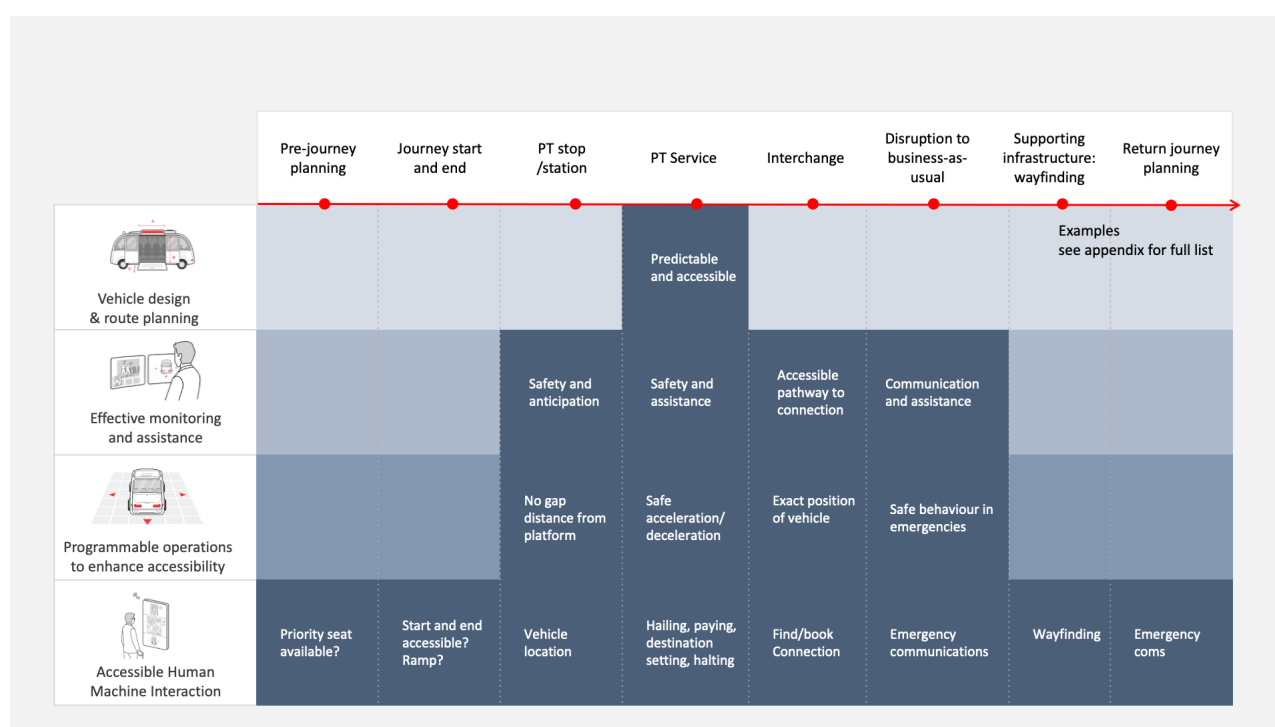 Pre-journey
planning
Journey start
and end
PT stop
/station
PT Service
Interchange
Disruption to
business-as-
usual
Supporting
infrastructure:
wayfinding
Return journey
planning
Examples
see appendix for full list
Vehicle design
& route planning
Predictable
and accessible
Effective monitoring
and assistance
Safety and
anticipation
Safety and
assistance
Accessible
pathway to
connection
Communication
and assistance
Programmable operations
to enhance accessibility
No gap
distance from
platform
Safe
acceleration/
deceleration
Exact position
of vehicle
Safe behaviour in
emergencies
Accessible Human
Machine Interaction
Priority seat
available?
Start and end
accessible?
Ramp?
Vehicle
location
Hailing, paying,
destination
setting, halting
Find/book
Connection
Emergency
communications
Wayfinding
Emergency
coms